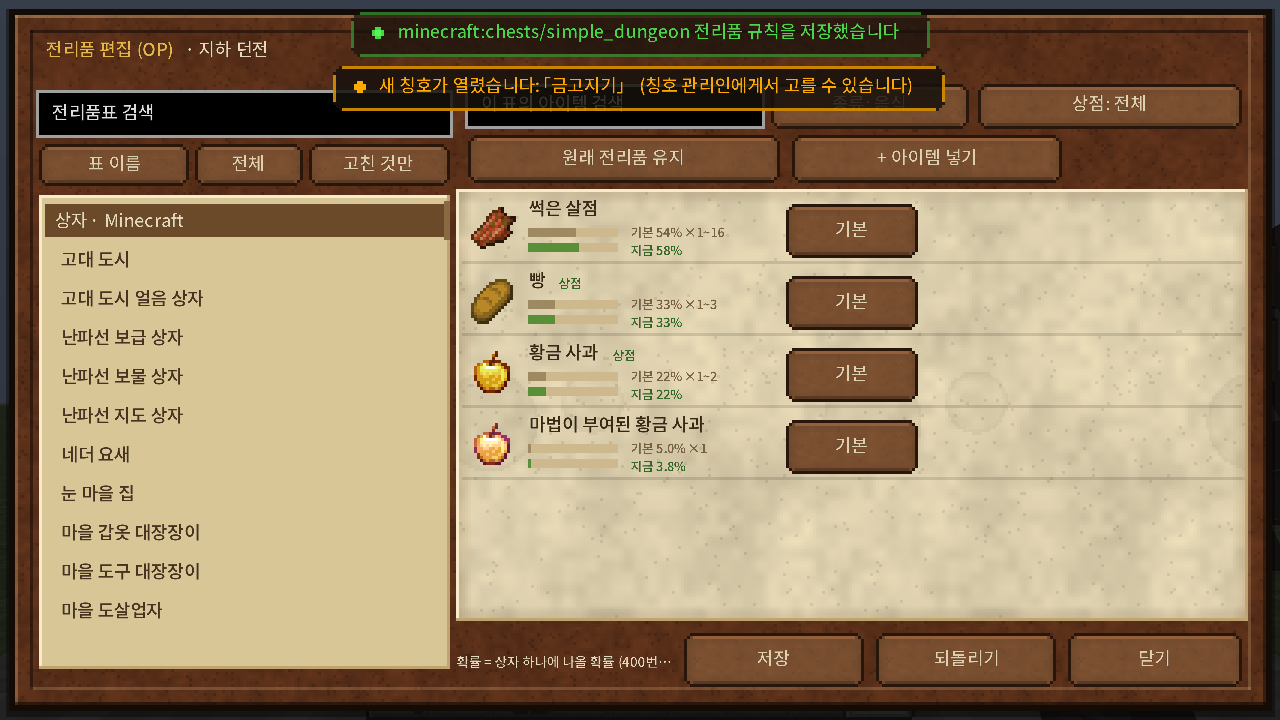 전리품 편집 (OP) · 지하 던전
minecraft:chests/simple_dungeon 전리품 규칙을 저장했습니다
새 칭호가 열렸습니다:「금고지기」 (칭호 관리인에게서 고를 수 있습니다)
전리품표 검색
이 표의 아이템 검색
종류: 음식
상점: 전체
표 이름
전체
고친 것만
원래 전리품 유지
+ 아이템 넣기
상자 · Minecraft
고대 도시
고대 도시 얼음 상자
난파선 보급 상자
난파선 보물 상자
난파선 지도 상자
네더 요새
눈 마을 집
마을 갑옷 대장장이
마을 도구 대장장이
마을 도살업자
썩은 살점
기본 54% ×1~16
지금 58%
기본
빵 상점
기본 33% ×1~3
지금 33%
기본
황금 사과 상점
기본 22% ×1~2
지금 22%
기본
마법이 부여된 황금 사과
기본 5.0% ×1
지금 3.8%
기본
확률 = 상자 하나에 나올 확률 (400번…
저장
되돌리기
닫기